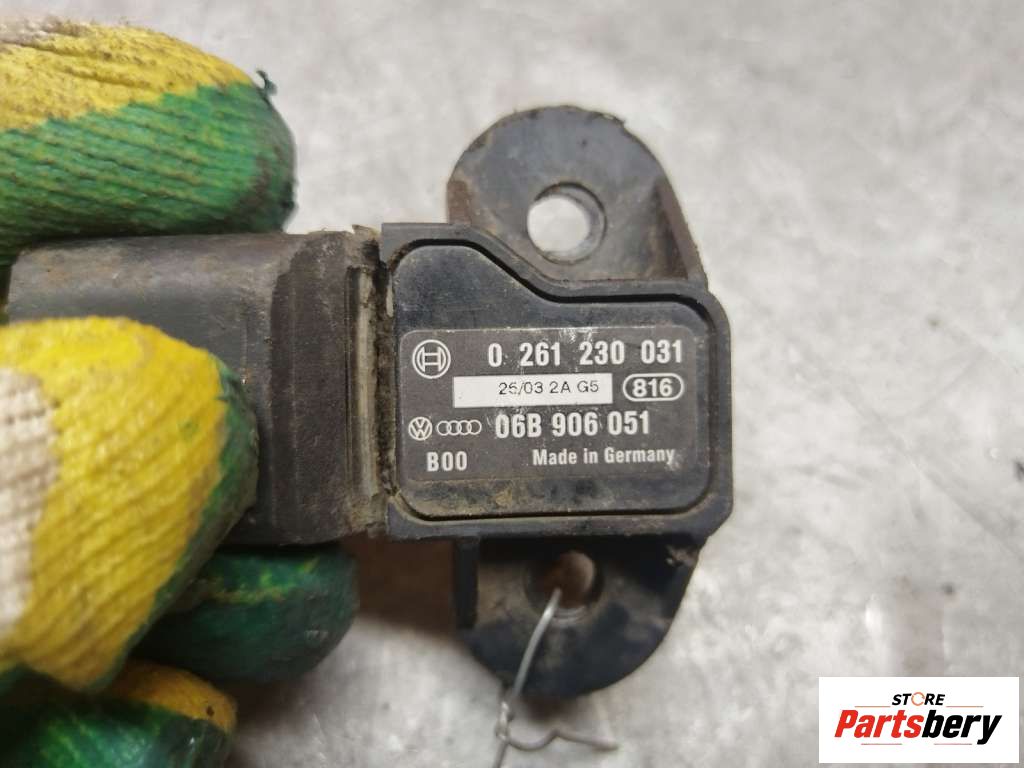 0 261 230 031
26/03 2A G5 816
06B 906 051
B00 Made in Germany
STORE
Partsbery